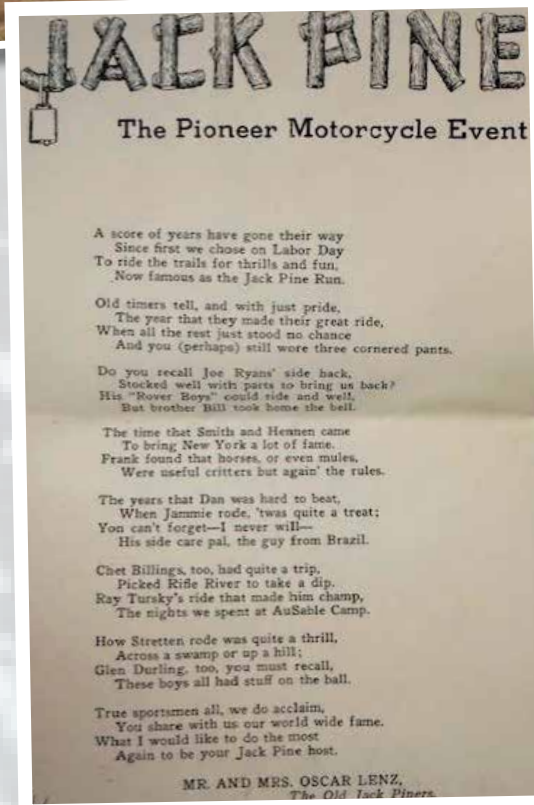 JACK PINE
The Pioneer Motorcycle Event
A score of years have gone their way
Since first we chose on Labor Day
To ride the trails for thrills and fun,
Now famous as the Jack Pine Run.
Old timers tell, and with just pride,
The year that they made their great ride,
When all the rest just stood no chance
And you (perhaps) still wore three cornered pants.
Do you recall Joe Ryans' side hack,
Stocked well with parts to bring us back?
His "Rover Boys" could ride and well,
But brother Bill took home the bell.
The time that Smith and Hennen came
To bring New York a lot of fame.
Frank found that horses, or even mules,
Were useful critters but again' the rules.
The years that Dan was hard to beat,
When Jammie rode, 'twas quite a treat;
You can't forget—I never will—
His side care pal, the guy from Brazil.
Chet Billings, too, had quite a trip,
Picked Rifle River to take a dip.
Ray Tursky's ride that made him champ,
The nights we spent at AuSable Camp.
How Stretten rode was quite a thrill,
Across a swamp or up a hill;
Glen Durling, too, you must recall,
These boys all had stuff on the ball.
True sportsmen all, we do acclaim,
You share with us our world wide fame.
What I would like to do the most
Again to be your Jack Pine host.
MR. AND MRS. OSCAR LENZ,
The Old Jack Piners.